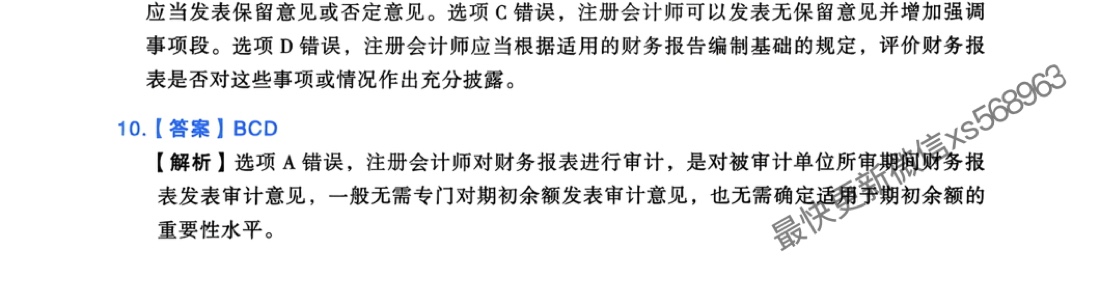 应当发表保留意见或否定意见。选项 C 错误，注册会计师可以发表无保留意见并增加强调
事项段。选项 D 错误，注册会计师应当根据适用的财务报告编制基础的规定，评价财务报
表是否对这些事项或情况作出充分披露。
10.【答案】BCD
【解析】选项 A 错误，注册会计师对财务报表进行审计，是对被审计单位所审期间财务报
表发表审计意见，一般无需专门对期初余额发表审计意见，也无需确定适用于期初余额的
重要性水平。
最快更新微信xs568963